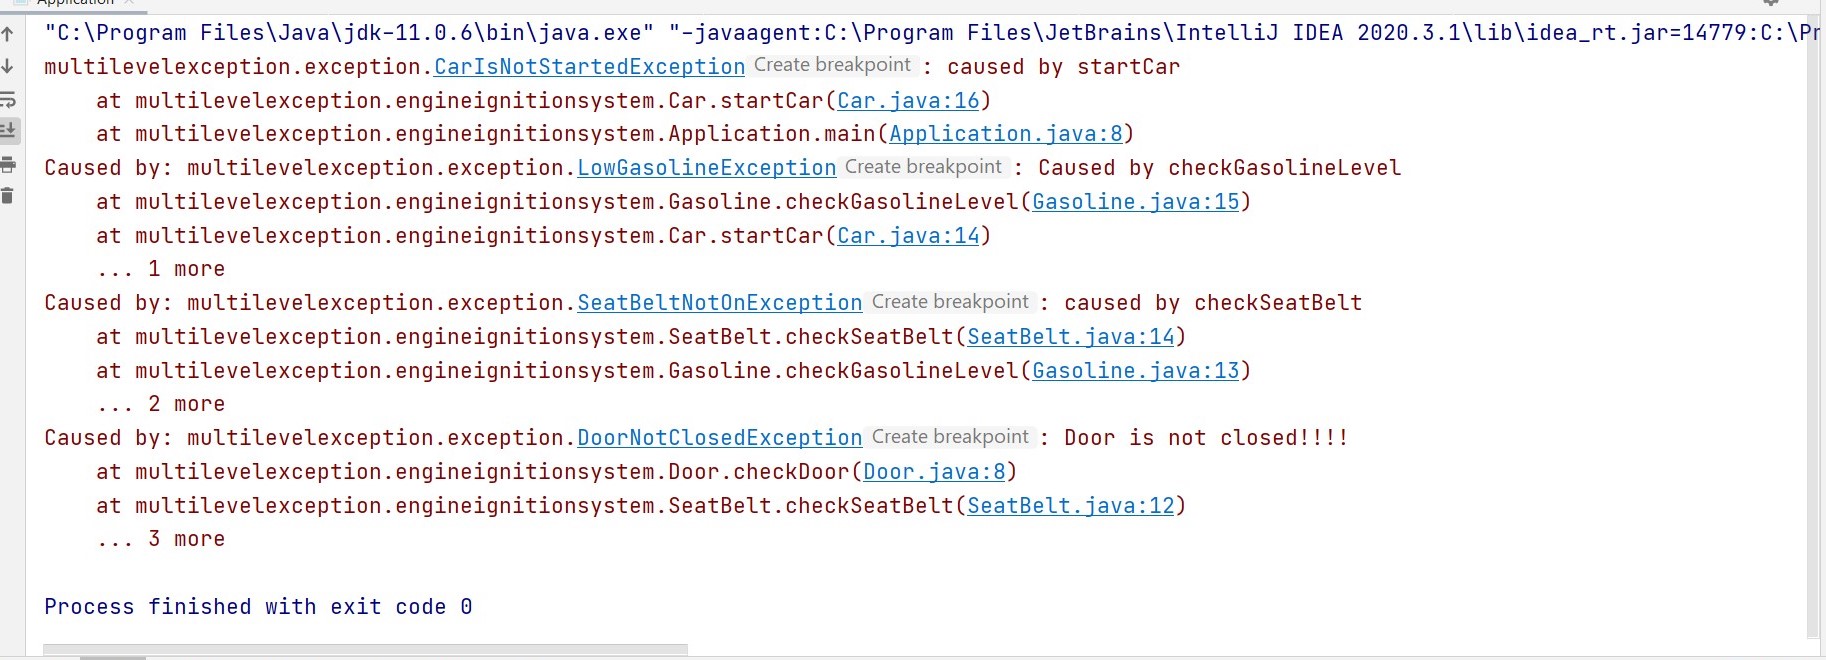 Application
"C:\Program Files\Java\jdk-11.0.6\bin\java.exe" "-javaagent:C:\Program Files\JetBrains\IntelliJ IDEA 2020.3.1\lib\idea_rt.jar=14779:C:\Pr
multilevelexception.exception.CarIsNotStartedException Create breakpoint : caused by startCar
    at multilevelexception.engineignitionsystem.Car.startCar(Car.java:16)
    at multilevelexception.engineignitionsystem.Application.main(Application.java:8)
Caused by: multilevelexception.exception.LowGasolineException Create breakpoint : Caused by checkGasolineLevel
    at multilevelexception.engineignitionsystem.Gasoline.checkGasolineLevel(Gasoline.java:15)
    at multilevelexception.engineignitionsystem.Car.startCar(Car.java:14)
    ... 1 more
Caused by: multilevelexception.exception.SeatBeltNotOnException Create breakpoint : caused by checkSeatBelt
    at multilevelexception.engineignitionsystem.SeatBelt.checkSeatBelt(SeatBelt.java:14)
    at multilevelexception.engineignitionsystem.Gasoline.checkGasolineLevel(Gasoline.java:13)
    ... 2 more
Caused by: multilevelexception.exception.DoorNotClosedException Create breakpoint : Door is not closed!!!!
    at multilevelexception.engineignitionsystem.Door.checkDoor(Door.java:8)
    at multilevelexception.engineignitionsystem.SeatBelt.checkSeatBelt(SeatBelt.java:12)
    ... 3 more
Process finished with exit code 0